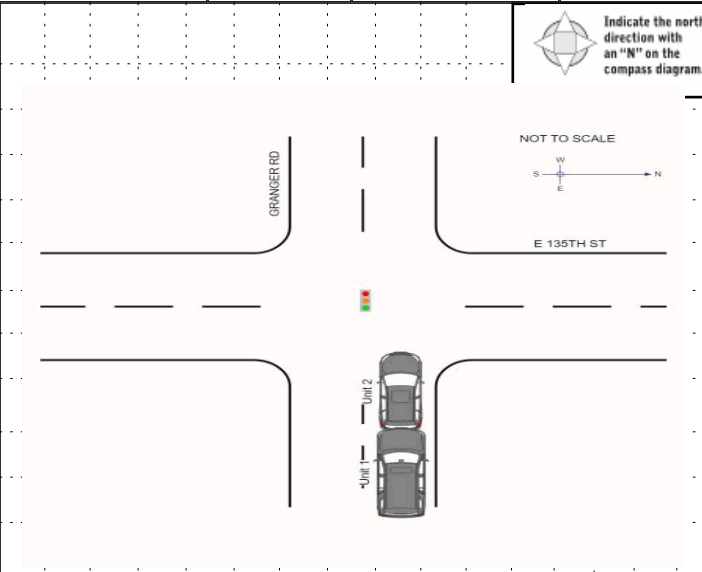 Indicate the north
direction with
an “N” on the
compass diagram.
NOT TO SCALE
W
S
N
E
GRANGER RD
E 135TH ST
Unit 2
Unit 1